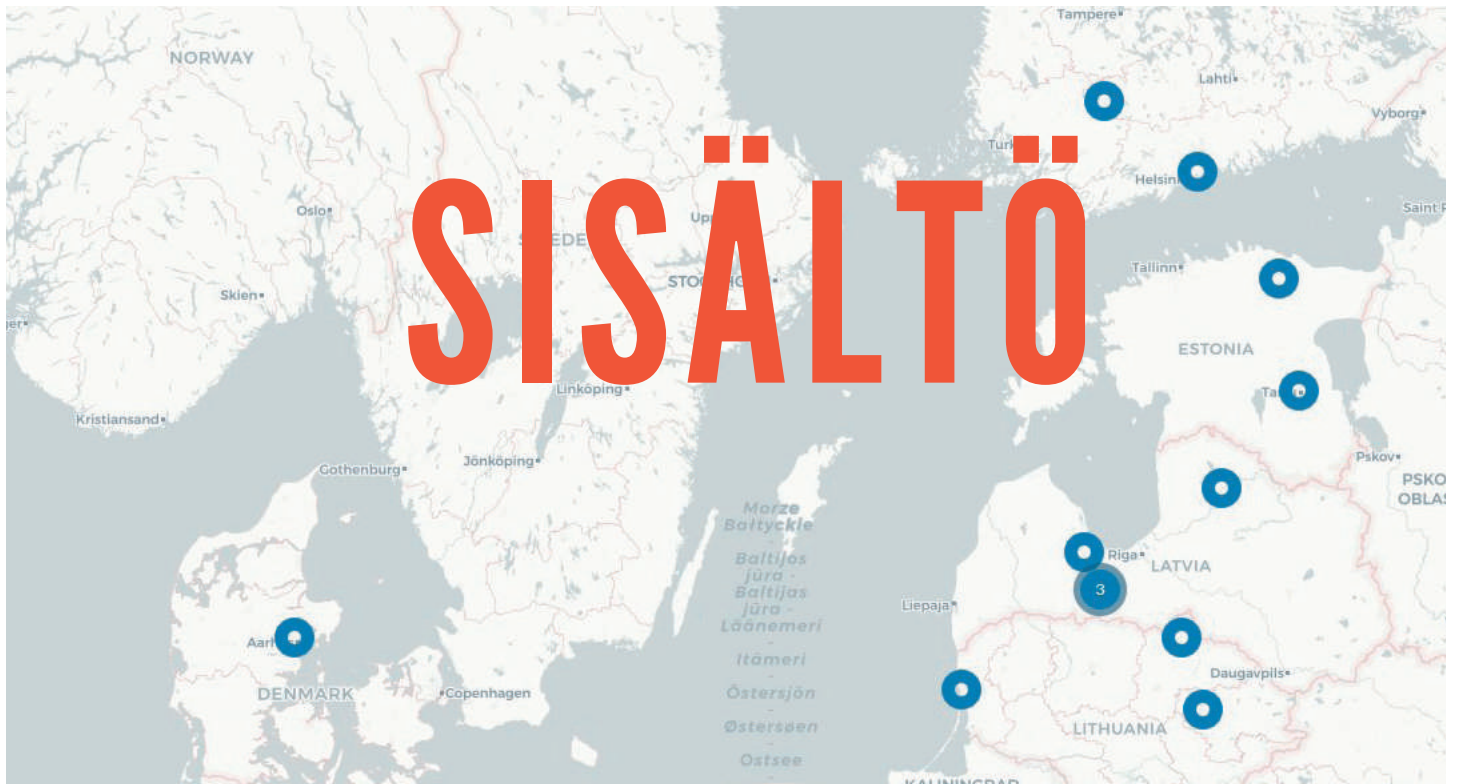 Tampere
NORWAY
Lahti
Vyborg
Helsin
Oslo
SISÄLTÖ
Saint
Tallinn
Skien
ESTONIA
Linköping
Kristiansand
Pskov
Jönköping
Gothenburg
PSKO
OBLAS
Morze
Bałtyckie
-
Baltijos
jūra -
Baltijas
jūra -
Läänemeri
-
Itämeri
-
Östersjön
-
Østersøen
-
Ostsee
Riga
LATVIA
3
Liepaja
Daugavpils
DENMARK
Copenhagen
LITHUANIA